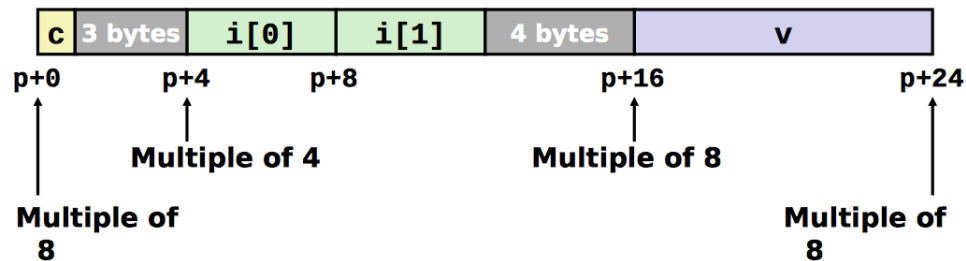 c 3 bytes i[0] i[1] 4 bytes v
p+0 p+4 p+8 p+16 p+24
Multiple of 4 Multiple of 8
Multiple of Multiple of
8 8